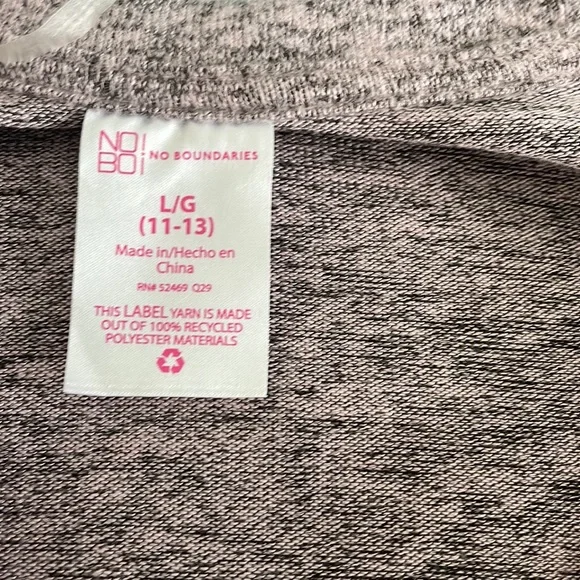 NO!
BO!
NO BOUNDARIES
L/G
(11-13)
Made in/Hecho en
China
RN# 52469 Q29
THIS LABEL YARN IS MADE
OUT OF 100% RECYCLED
POLYESTER MATERIALS